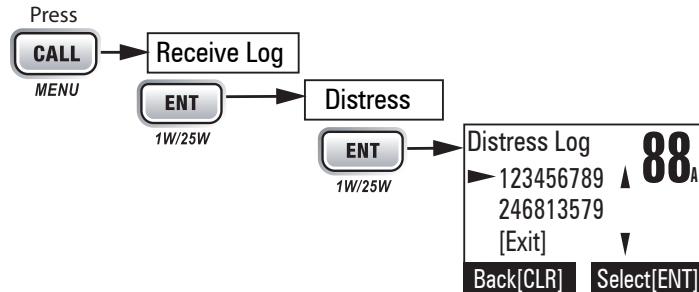 Press
CALL
MENU
Receive Log
ENT
1W/25W
Distress
ENT
1W/25W
Distress Log
88A
123456789
246813579
[Exit]
Back[CLR] Select[ENT]